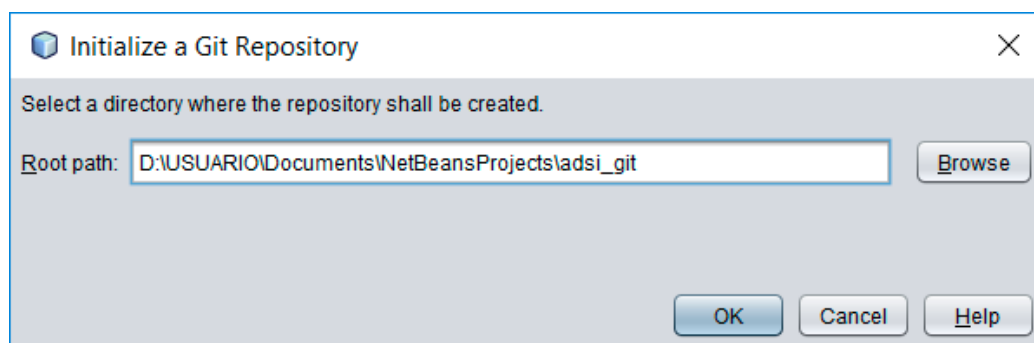 Initialize a Git Repository
Select a directory where the repository shall be created.
Root path: D:\USUARIO\Documents\NetBeansProjects\adsi_git Browse
OK Cancel Help